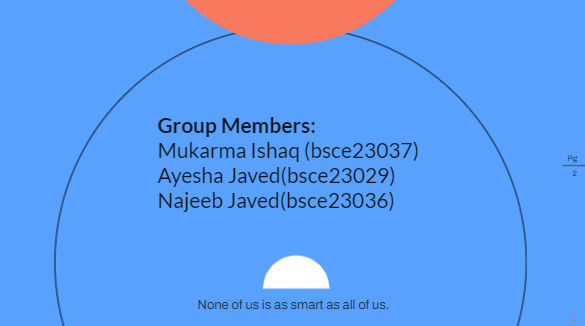 Group Members:
Mukarma Ishaq (bsce23037)
Ayesha Javed(bsce23029)
Najeeb Javed(bsce23036)
Pg
2
None of us is as smart as all of us.